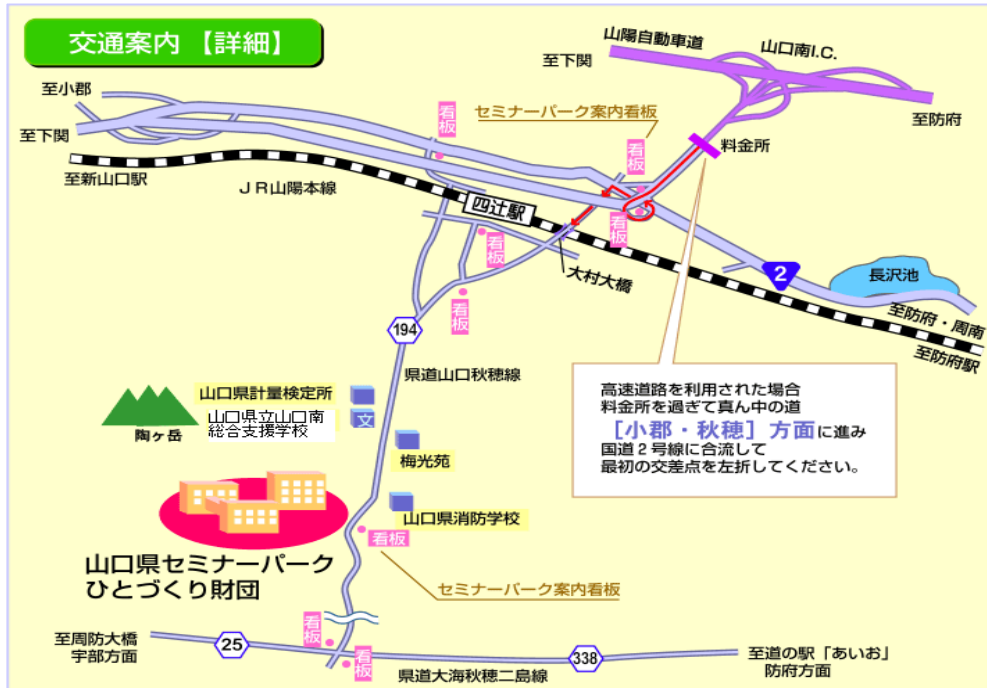 交通案内 【詳細】
山陽自動車道
山口南I.C.
至下関
至防府
至小郡
至下関
セミナーパーク案内看板
看板
看板
料金所
至新山口駅
JR山陽本線
四辻駅
看板
看板
大村大橋
2
長沢池
至防府・周南
至防府駅
看板
194
県道山口秋穂線
高速道路を利用された場合
料金所を過ぎて真ん中の道
［小郡・秋穂］方面に進み
国道２号線に合流して
最初の交差点を左折してください。
山口県計量検定所
山口県立山口南
総合支援学校
文
陶ヶ岳
梅光苑
山口県消防学校
看板
山口県セミナーパーク
ひとづくり財団
セミナーパーク案内看板
至周防大橋
宇部方面
25
看板
看板
県道大海秋穂二島線
338
至道の駅「あいお」
防府方面